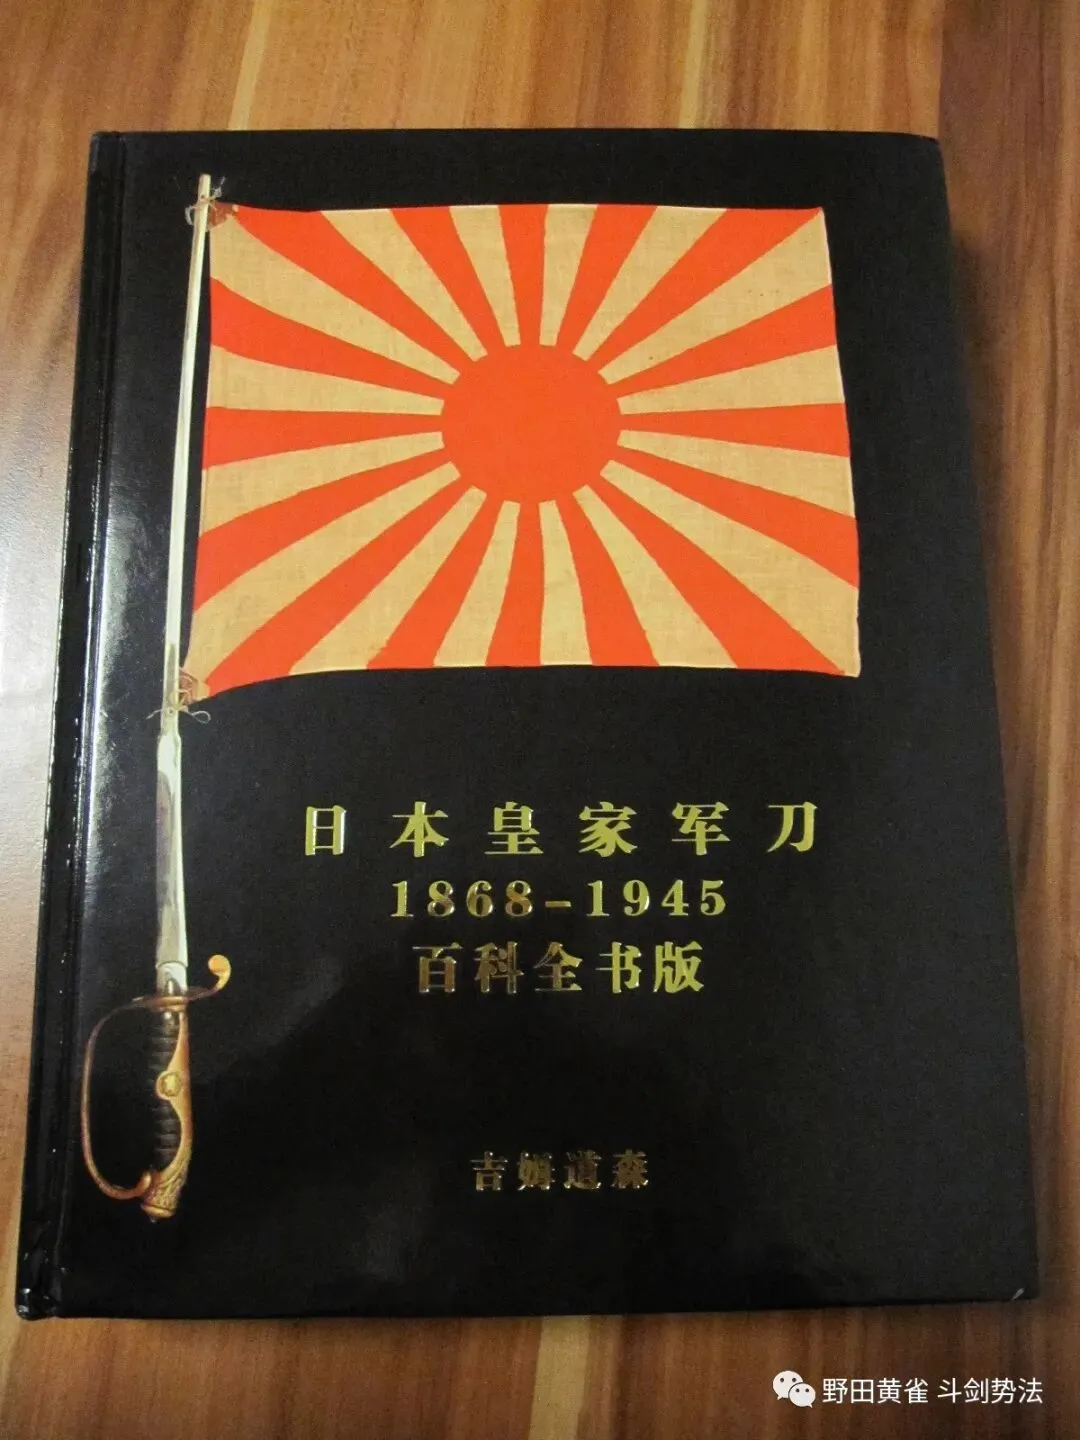 日本皇家军刀
1868-1945
百科全书版
吉姆道森
野田黄雀 斗剑势法